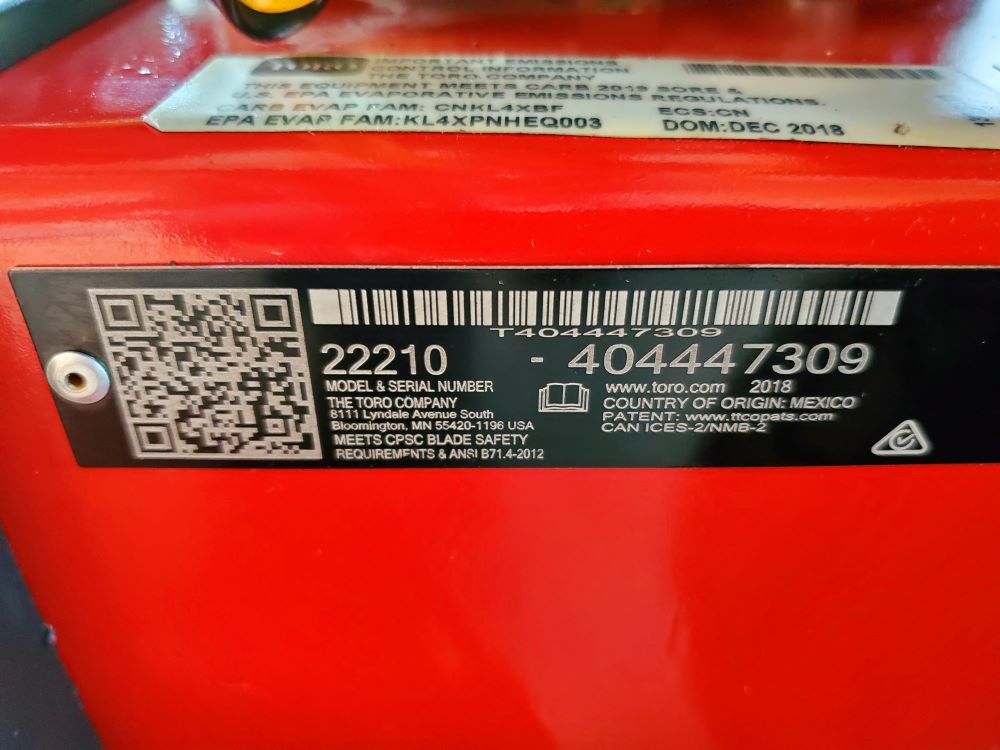 Toro
IMPORTANT EMISSIONS
CONTROL INFORMATION
THE TORO COMPANY
THIS EQUIPMENT MEETS CARB 2019 SORE &
EPA EVAPORATIVE EMISSIONS REGULATIONS.
CARB EVAP FAM: CNKL4XBF
ECS:CN
EPA EVAP FAM:KL4XPNHEQ003
DOM:DEC 2018
T404447309
22210 - 404447309
MODEL & SERIAL NUMBER
THE TORO COMPANY
8111 Lyndale Avenue South
Bloomington, MN 55420-1196 USA
MEETS CPSC BLADE SAFETY
REQUIREMENTS & ANSI B71.4-2012
www.toro.com 2018
COUNTRY OF ORIGIN: MEXICO
PATENT: www.ttcopats.com
CAN ICES-2/NMB-2